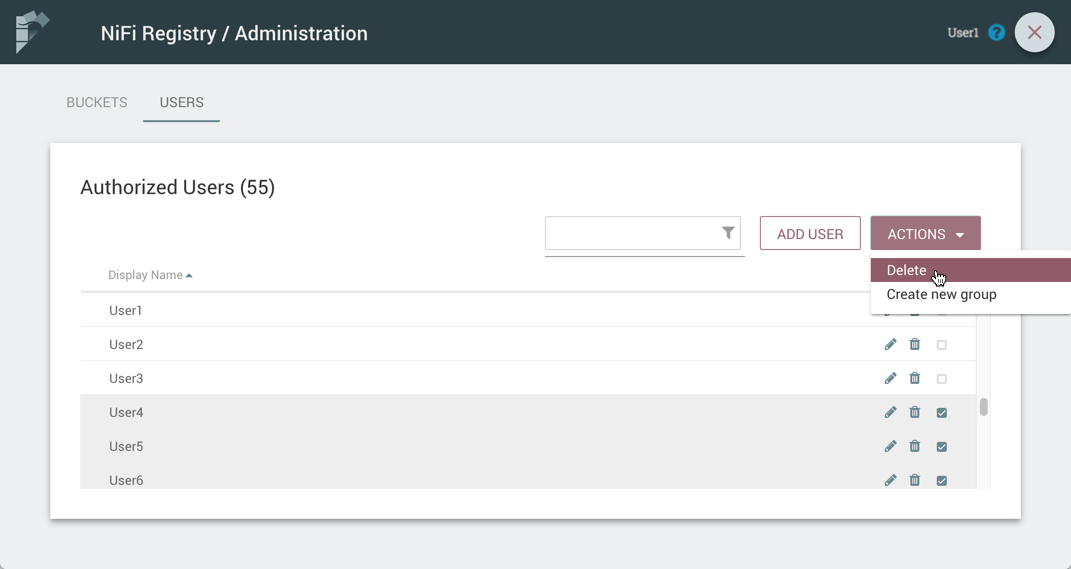 NiFi Registry / Administration
User1
?
BUCKETS
USERS
Authorized Users (55)
ADD USER
ACTIONS
Delete
Create new group
Display Name
User1
User2
User3
User4
User5
User6